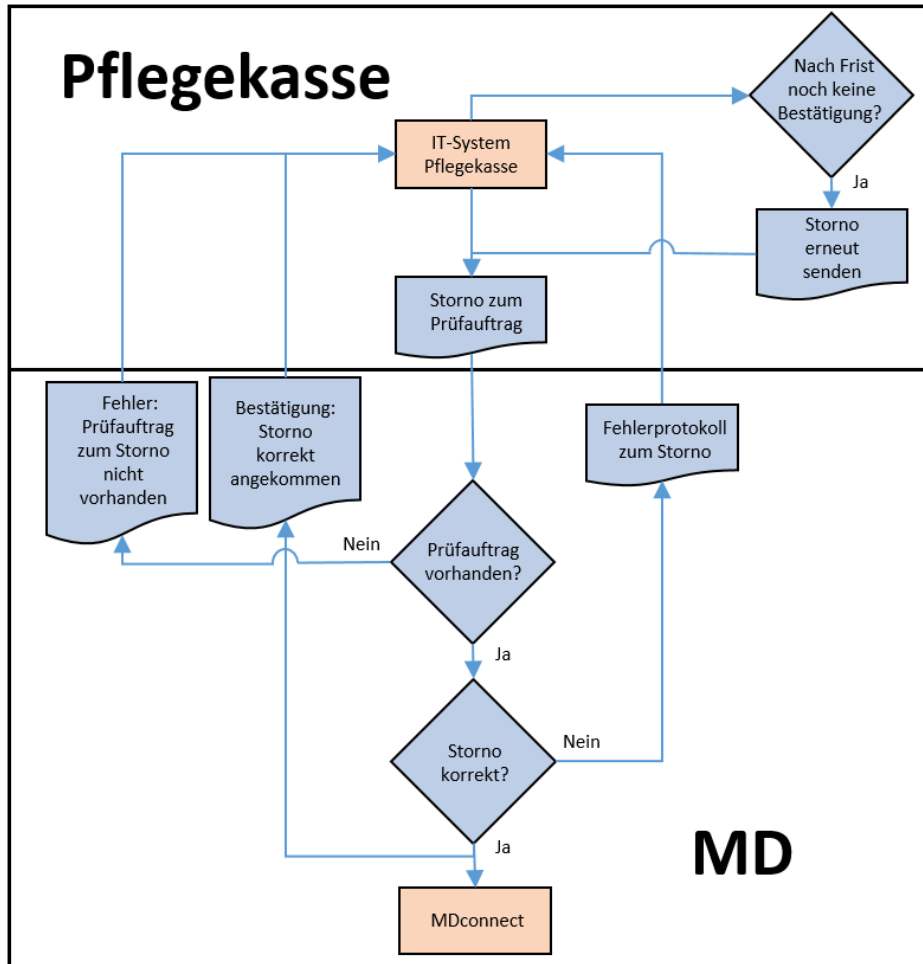 Pflegekasse
Nach Frist
noch keine
Bestätigung?
IT-System
Pflegekasse
Ja
Storno
erneut
senden
Storno zum
Prüfauftrag
Fehler:
Prüfauftrag
zum Storno
nicht
vorhanden
Bestätigung:
Storno
korrekt
angekommen
Fehlerprotokoll
zum Storno
Nein
Prüfauftrag
vorhanden?
Ja
Storno
korrekt?
Nein
Ja
MD
MDconnect